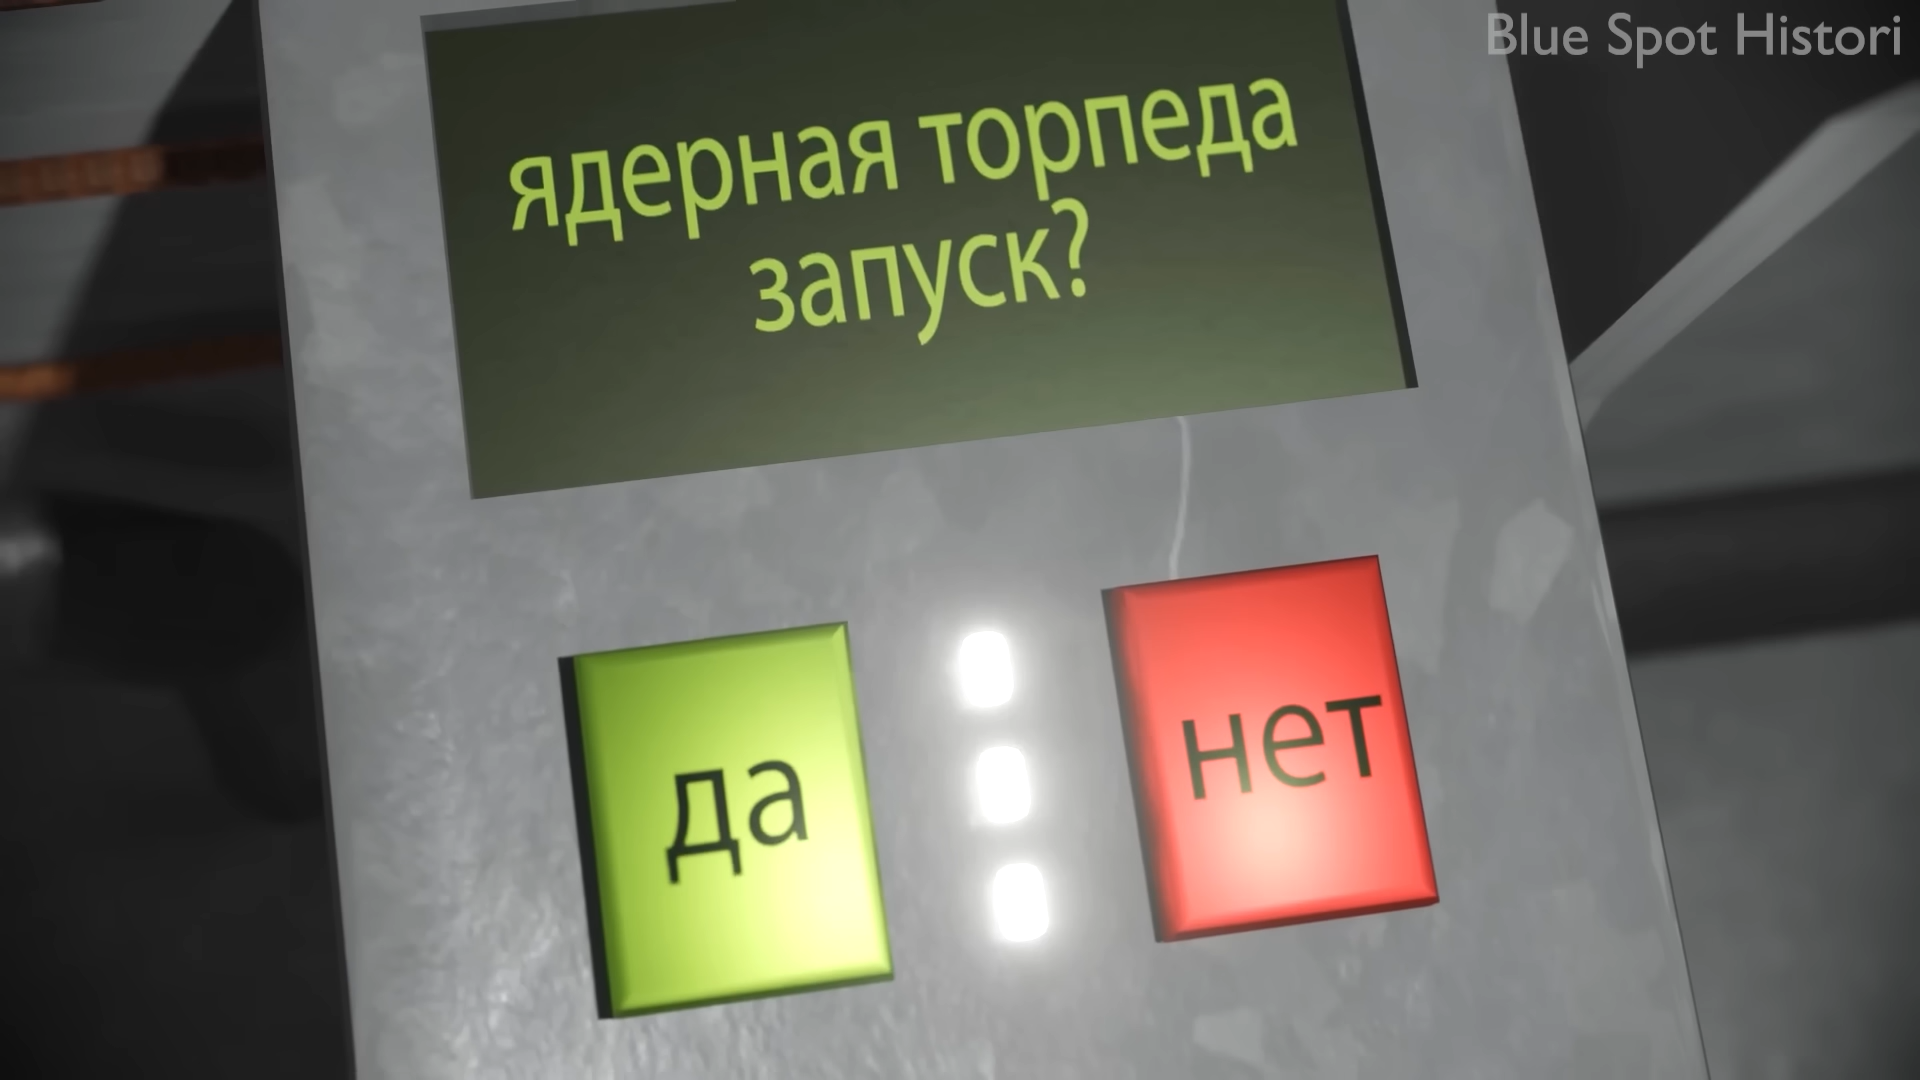 Blue Spot Histori
ядерная торпеда
запуск?
да
нет